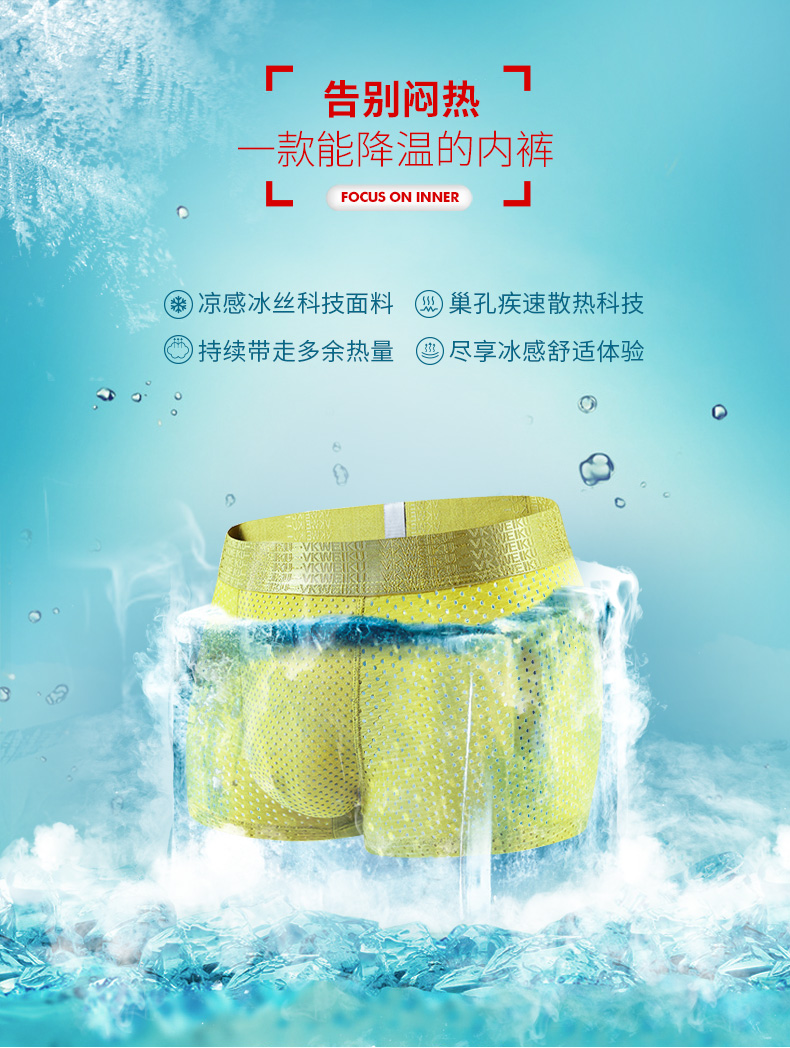 告别闷热
一款能降温的内裤
FOCUS ON INNER
凉感冰丝科技面料
巢孔疾速散热科技
持续带走多余热量
尽享冰感舒适体验
VKWEIKU